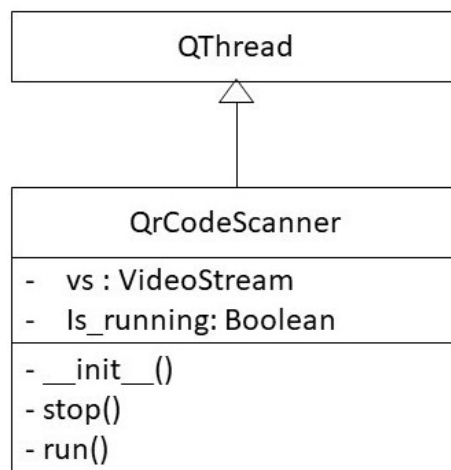 QThread
QrCodeScanner
- vs : VideoStream
- Is_running: Boolean
- __init__()
- stop()
- run()